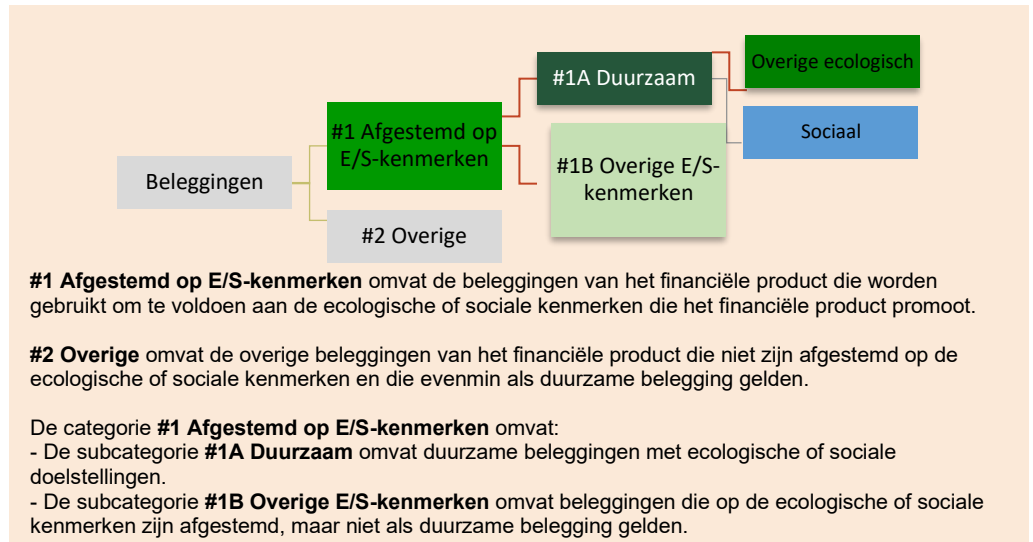 Beleggingen
#1 Afgestemd op
E/S-kenmerken
#2 Overige
#1A Duurzaam
#1B Overige E/S-
kenmerken
Overige ecologisch
Sociaal
#1 Afgestemd op E/S-kenmerken omvat de beleggingen van het financiële product die worden
gebruikt om te voldoen aan de ecologische of sociale kenmerken die het financiële product promoot.
#2 Overige omvat de overige beleggingen van het financiële product die niet zijn afgestemd op de
ecologische of sociale kenmerken en die evenmin als duurzame belegging gelden.
De categorie #1 Afgestemd op E/S-kenmerken omvat:
- De subcategorie #1A Duurzaam omvat duurzame beleggingen met ecologische of sociale
doelstellingen.
- De subcategorie #1B Overige E/S-kenmerken omvat beleggingen die op de ecologische of sociale
kenmerken zijn afgestemd, maar niet als duurzame belegging gelden.